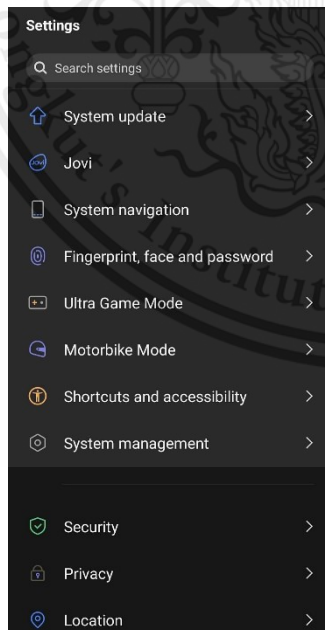 Settings
Search settings
System update
JOVI
Jovi
System navigation
Fingerprint, face and password
Ultra Game Mode
Motorbike Mode
Shortcuts and accessibility
System management
Security
Privacy
Location